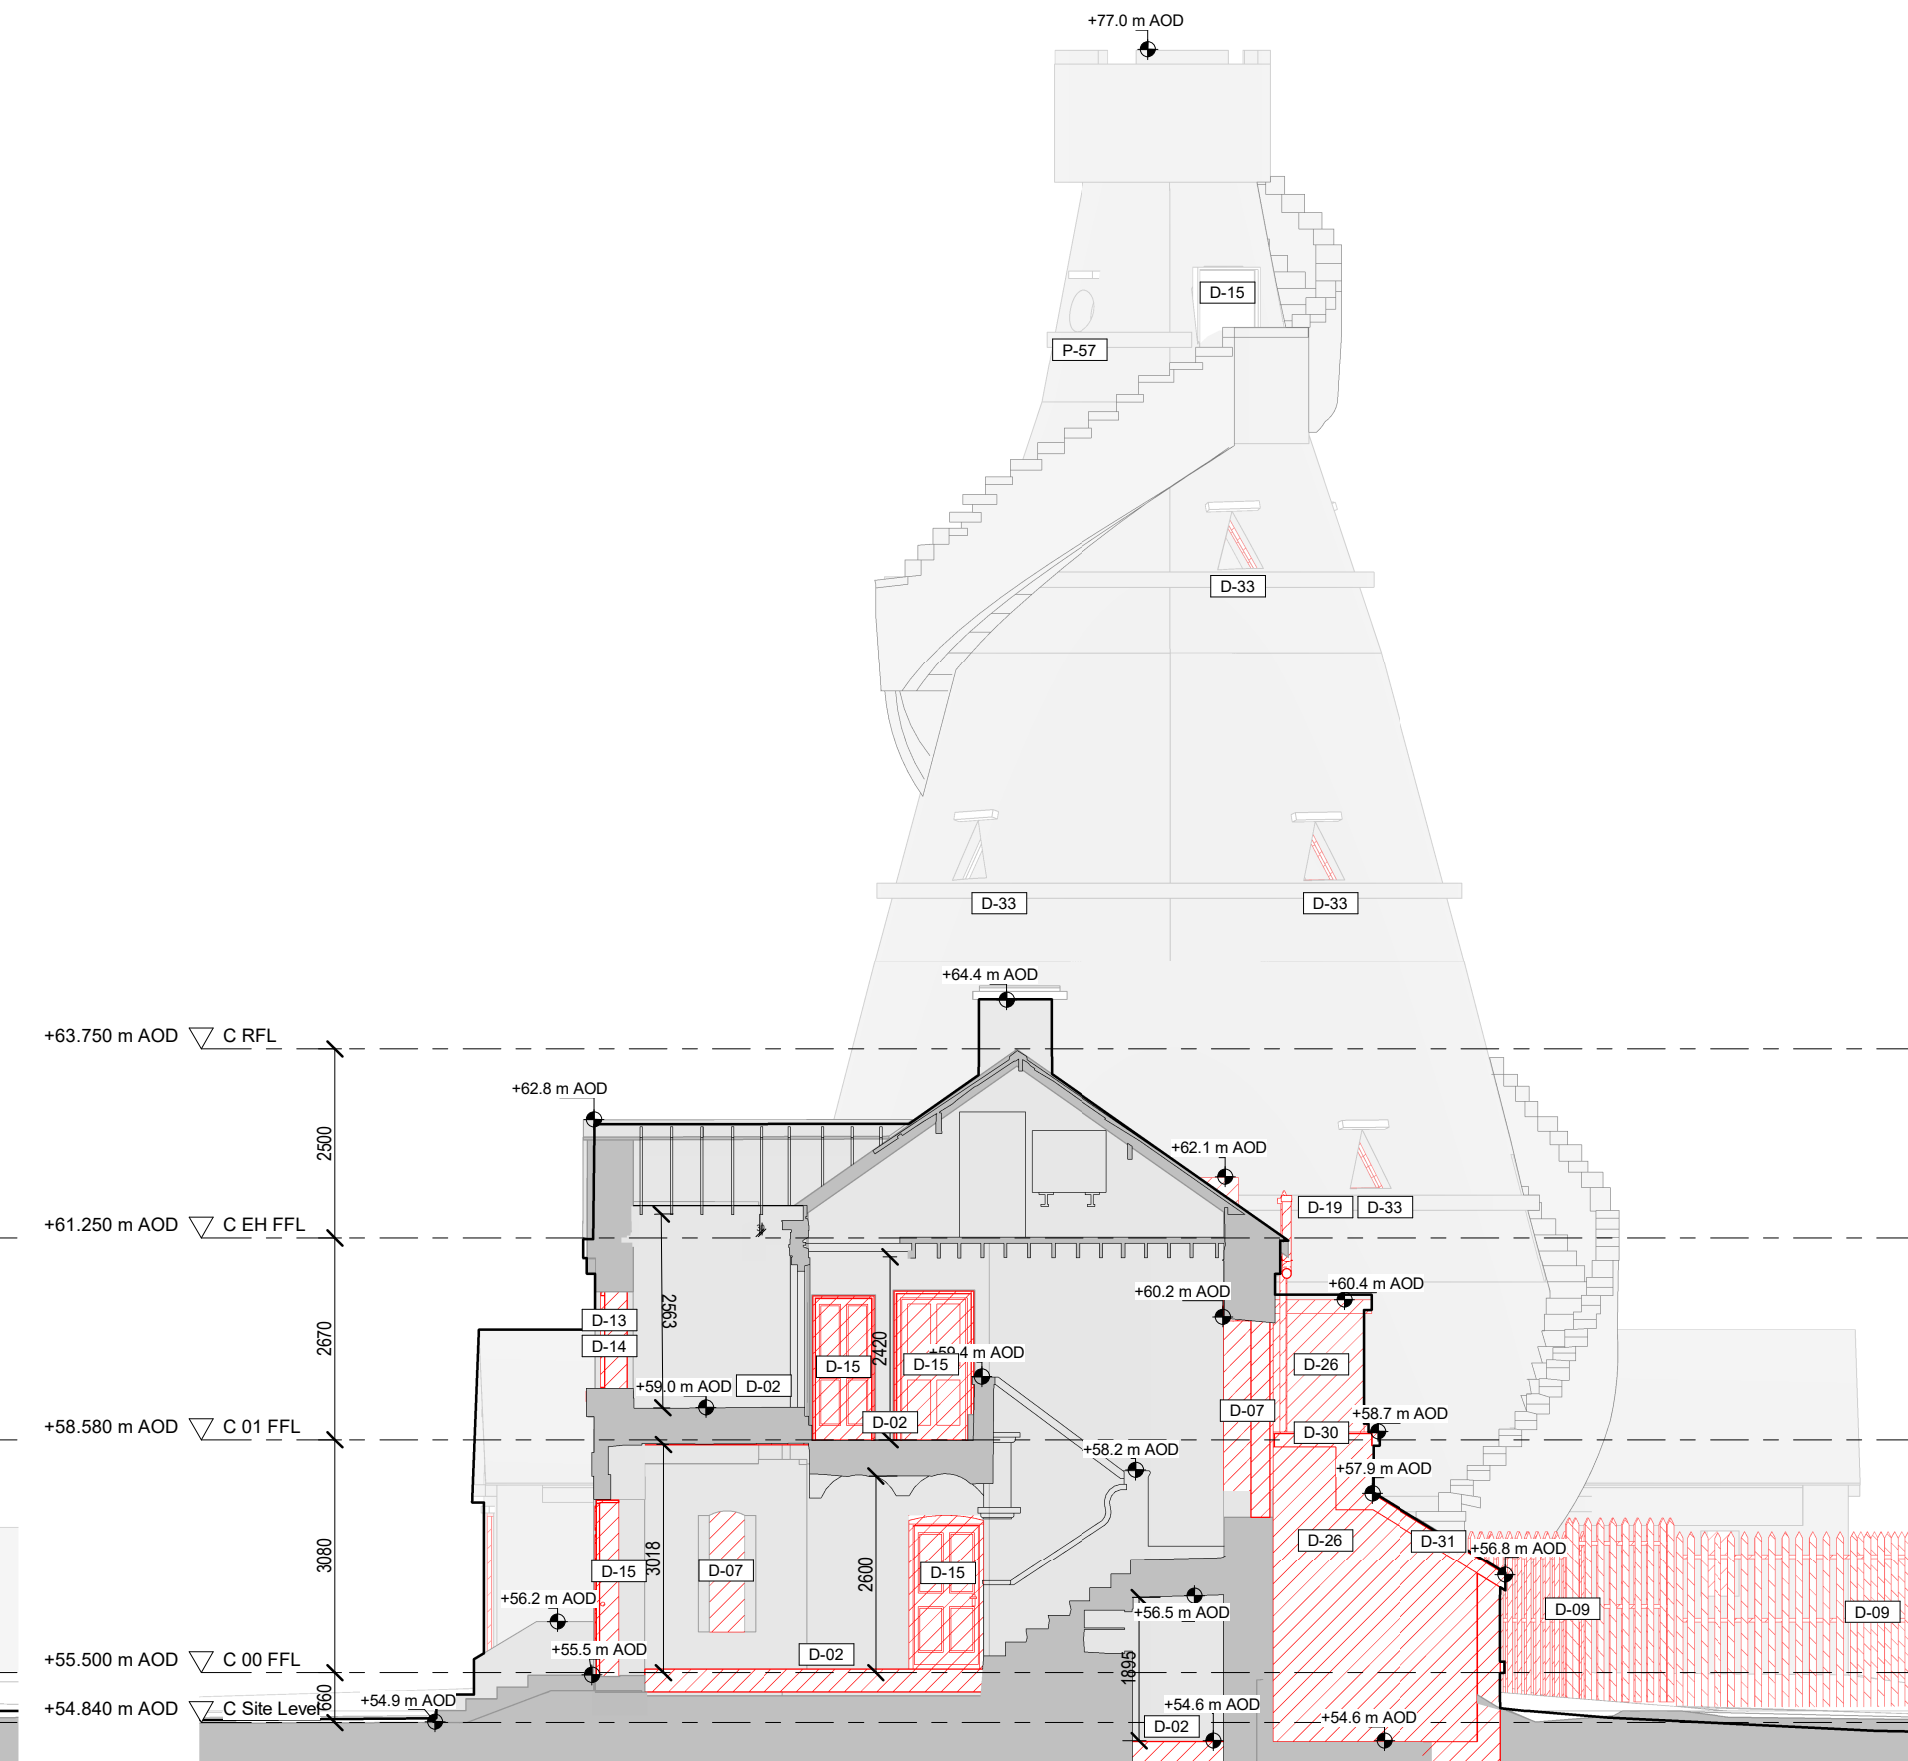 +77.0 m AOD
D-15
P-57
D-33
D-33
D-33
+64.4 m AOD
+63.750 m AOD C RFL
+62.8 m AOD
2500
+62.1 m AOD
D-19
D-33
+61.250 m AOD C EH FFL
+60.4 m AOD
+60.2 m AOD
2563
D-13
2670
D-14
2420
+59.4 m AOD
D-15
D-15
D-26
+59.0 m AOD
D-02
D-07
+58.7 m AOD
D-02
+58.580 m AOD C 01 FFL
D-30
+58.2 m AOD
+57.9 m AOD
D-26
D-31
+56.8 m AOD
3080
3018
2600
D-15
D-07
D-15
+56.2 m AOD
+56.5 m AOD
D-09
D-09
+55.5 m AOD
D-02
+55.500 m AOD C 00 FFL
1895
660
+54.9 m AOD
+54.6 m AOD
+54.840 m AOD C Site Level
D-02
+54.6 m AOD